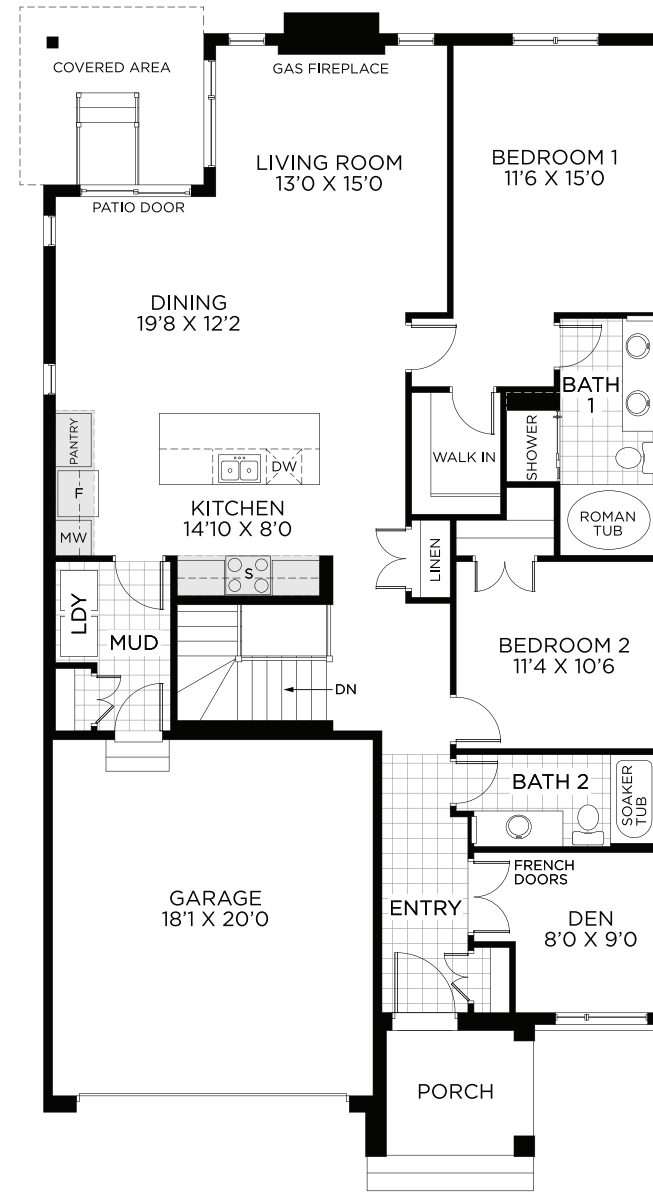 COVERED AREA
GAS FIREPLACE
LIVING ROOM
13'0 X 15'0
BEDROOM 1
11'6 X 15'0
PATIO DOOR
DINING
19'8 X 12'2
BATH
1
PANTRY
F
MW
DW
KITCHEN
14'10 X 8'0
S
WALK IN
SHOWER
ROMAN
TUB
LINEN
LDY
MUD
DN
BEDROOM 2
11'4 X 10'6
BATH 2
SOAKER
TUB
FRENCH
DOORS
GARAGE
18'1 X 20'0
ENTRY
DEN
8'0 X 9'0
PORCH